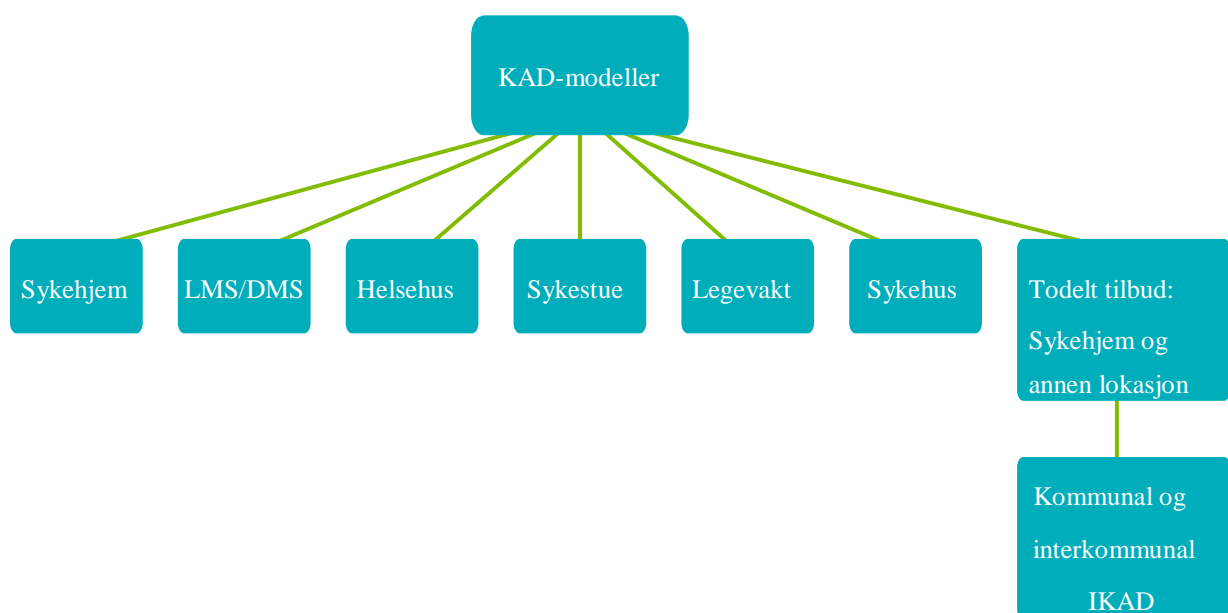 KAD-modeller
Sykehjem
LMS/DMS
Helsehus
Sykestue
Legevakt
Sykehus
Todelt tilbud:
Sykehjem og
annen lokasjon
Kommunal og
interkommunal
IKAD